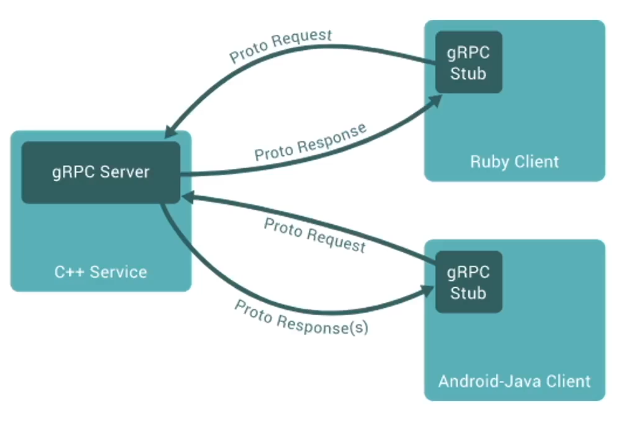 Proto Request
gRPC
Stub
Proto Response
Ruby Client
gRPC Server
C++ Service
Proto Request
gRPC
Stub
Proto Response(s)
Android-Java Client